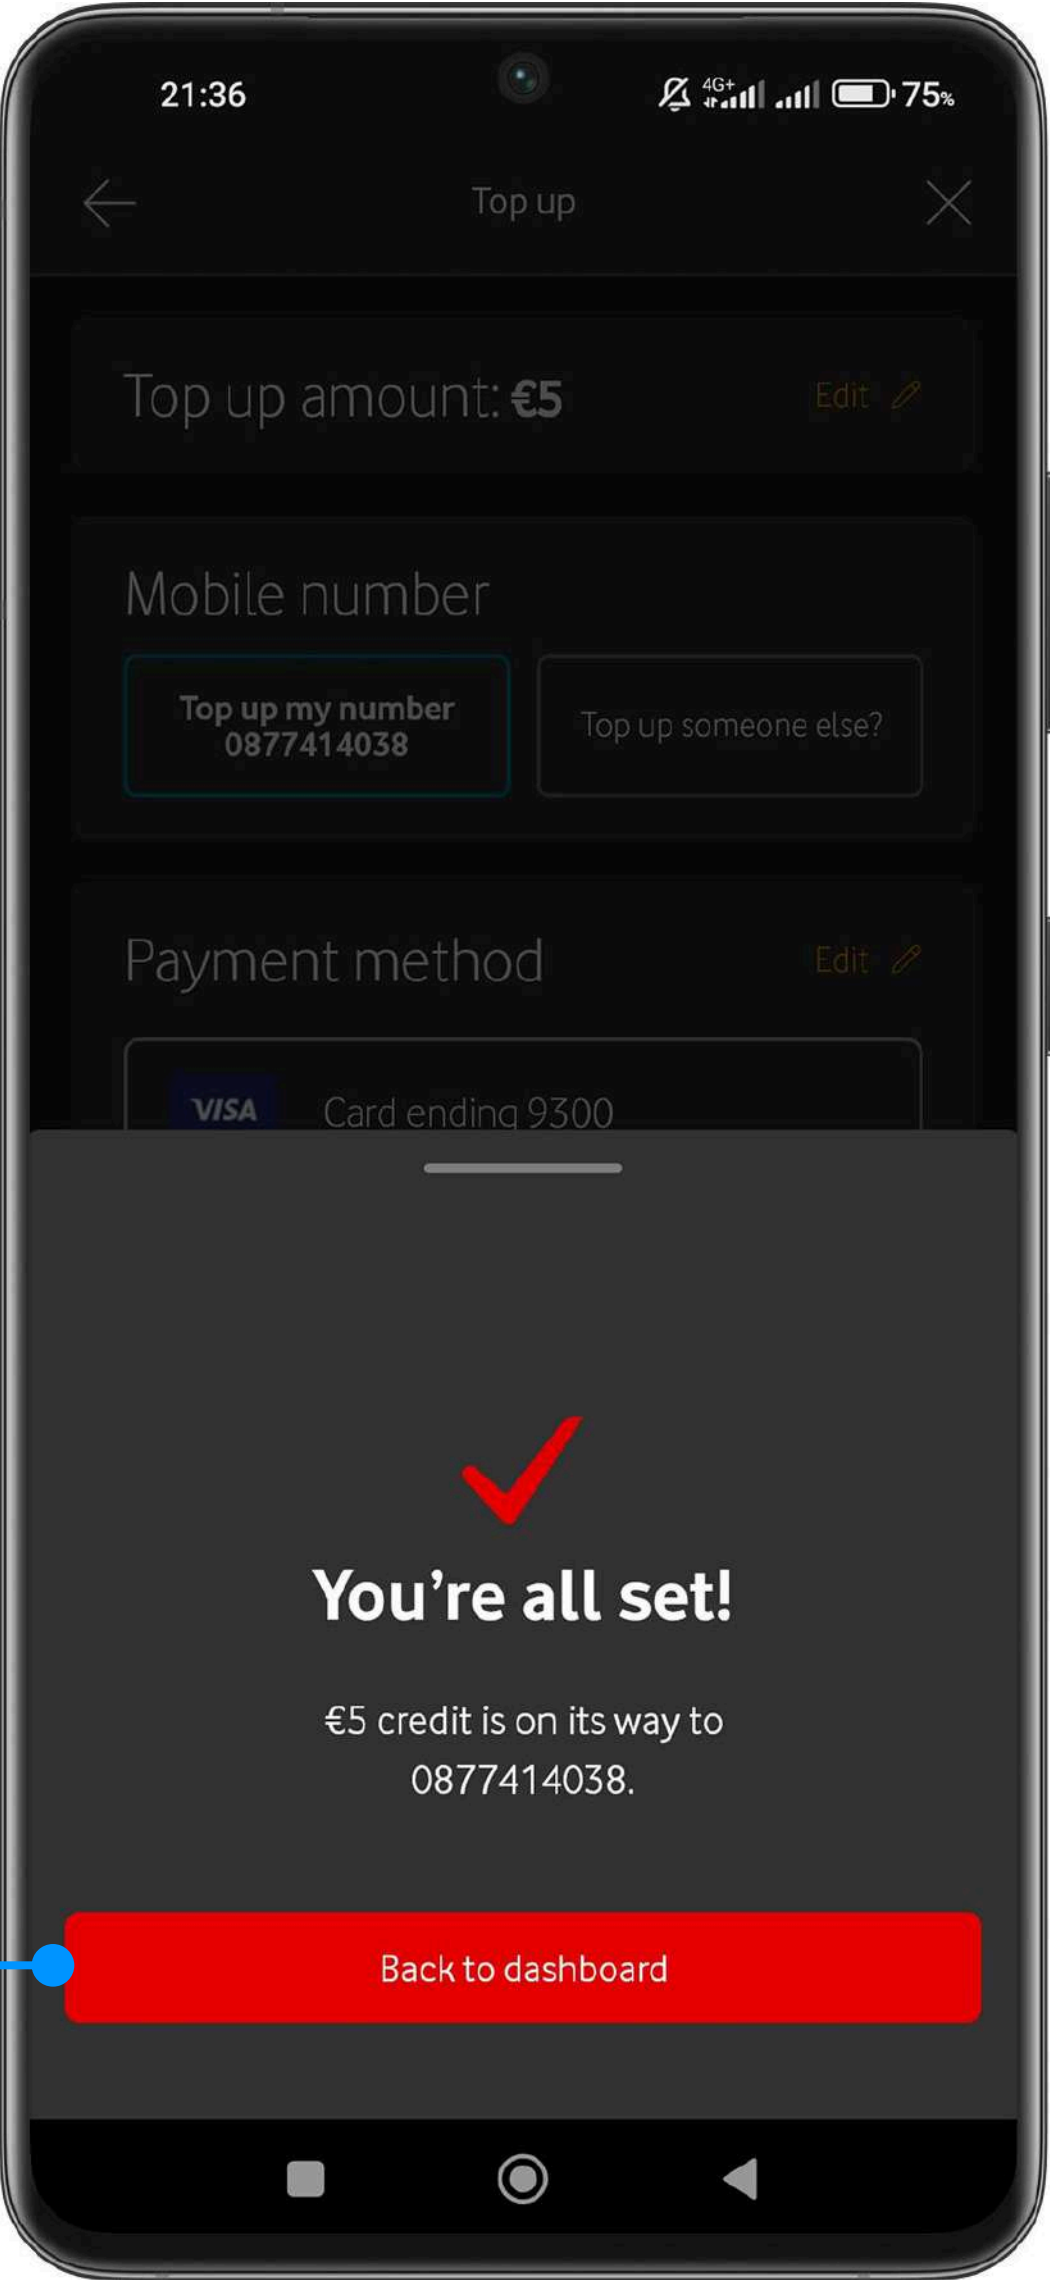 21:36
4G+
75%
Top up
Top up amount: €5
Edit
Mobile number
Top up my number
0877414038
Top up someone else?
Payment method
Edit
VISA
Card ending 9300
You're all set!
€5 credit is on its way to
0877414038.
Back to dashboard